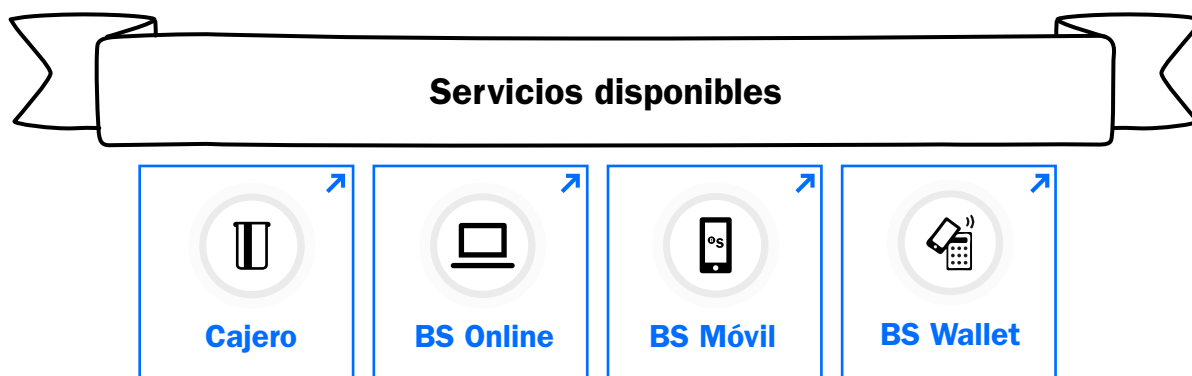 Servicios disponibles
Cajero
BS Online
BS Móvil
BS Wallet